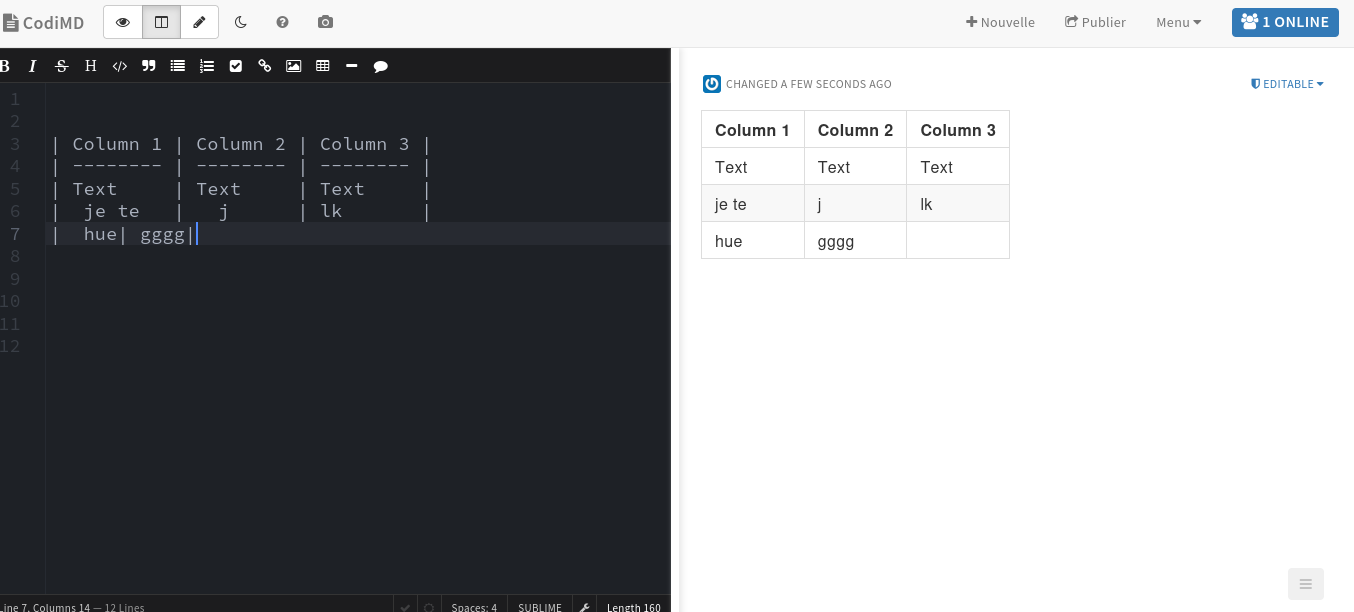 CodiMD
Nouvelle
Publier
Menu
1 ONLINE
B I S H </>
1
2
3 | Column 1 | Column 2 | Column 3 |
4 | -------- | -------- | -------- |
5 | Text     | Text     | Text     |
6 |  je te   |   j      | lk       |
7 |  hue| gggg|
8
9
10
11
12
CHANGED A FEW SECONDS AGO
EDITABLE
Column 1 Column 2 Column 3
Text Text Text
je te j lk
hue gggg
Line 7, Columns 14 — 12 Lines
Spaces: 4
SUBLIME
Length 160